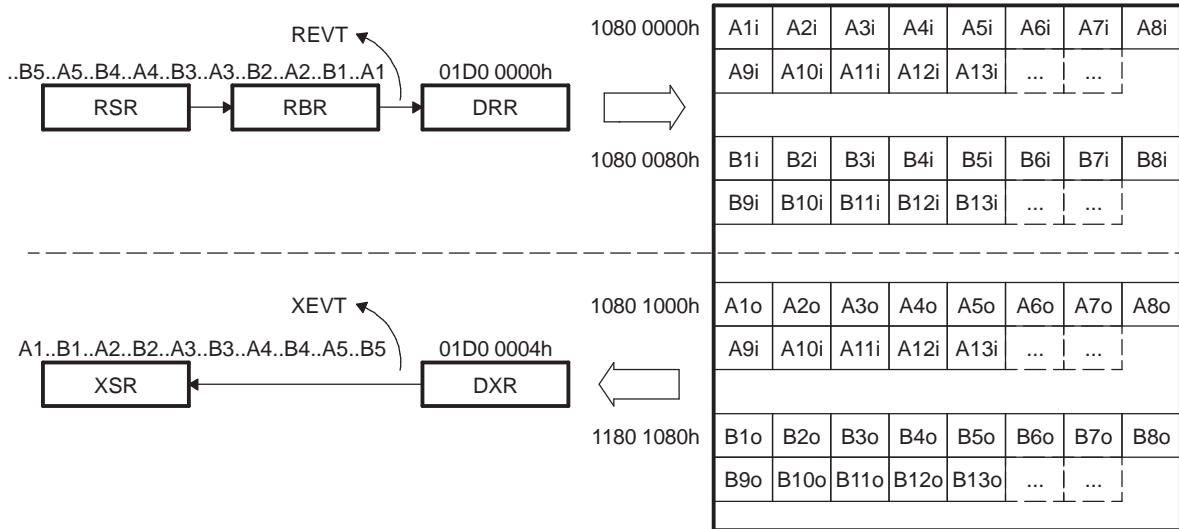 REVT
..B5..A5..B4..A4..B3..A3..B2..A2..B1..A1
01D0 0000h
RSR RBR DRR
1080 0000h A1i A2i A3i A4i A5i A6i A7i A8i
A9i A10i A11i A12i A13i ... ...
1080 0080h B1i B2i B3i B4i B5i B6i B7i B8i
B9i B10i B11i B12i B13i ... ...
XEVT
A1..B1..A2..B2..A3..B3..A4..B4..A5..B5
01D0 0004h
XSR DXR
1080 1000h A1o A2o A3o A4o A5o A6o A7o A8o
A9i A10i A11i A12i A13i ... ...
1180 1080h B1o B2o B3o B4o B5o B6o B7o B8o
B9o B10o B11o B12o B13o ... ...